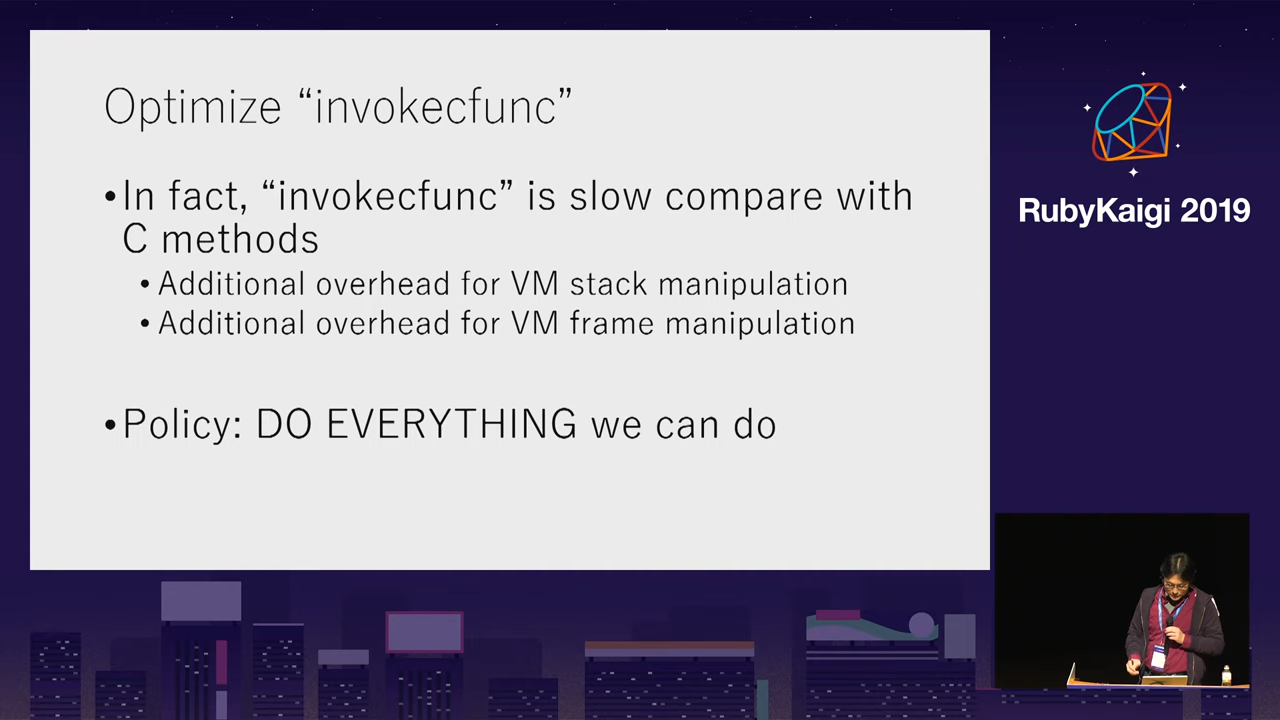 Optimize “invokecfunc”
•In fact, “invokecfunc” is slow compare with
C methods
•Additional overhead for VM stack manipulation
•Additional overhead for VM frame manipulation
•Policy: DO EVERYTHING we can do
RubyKaigi 2019